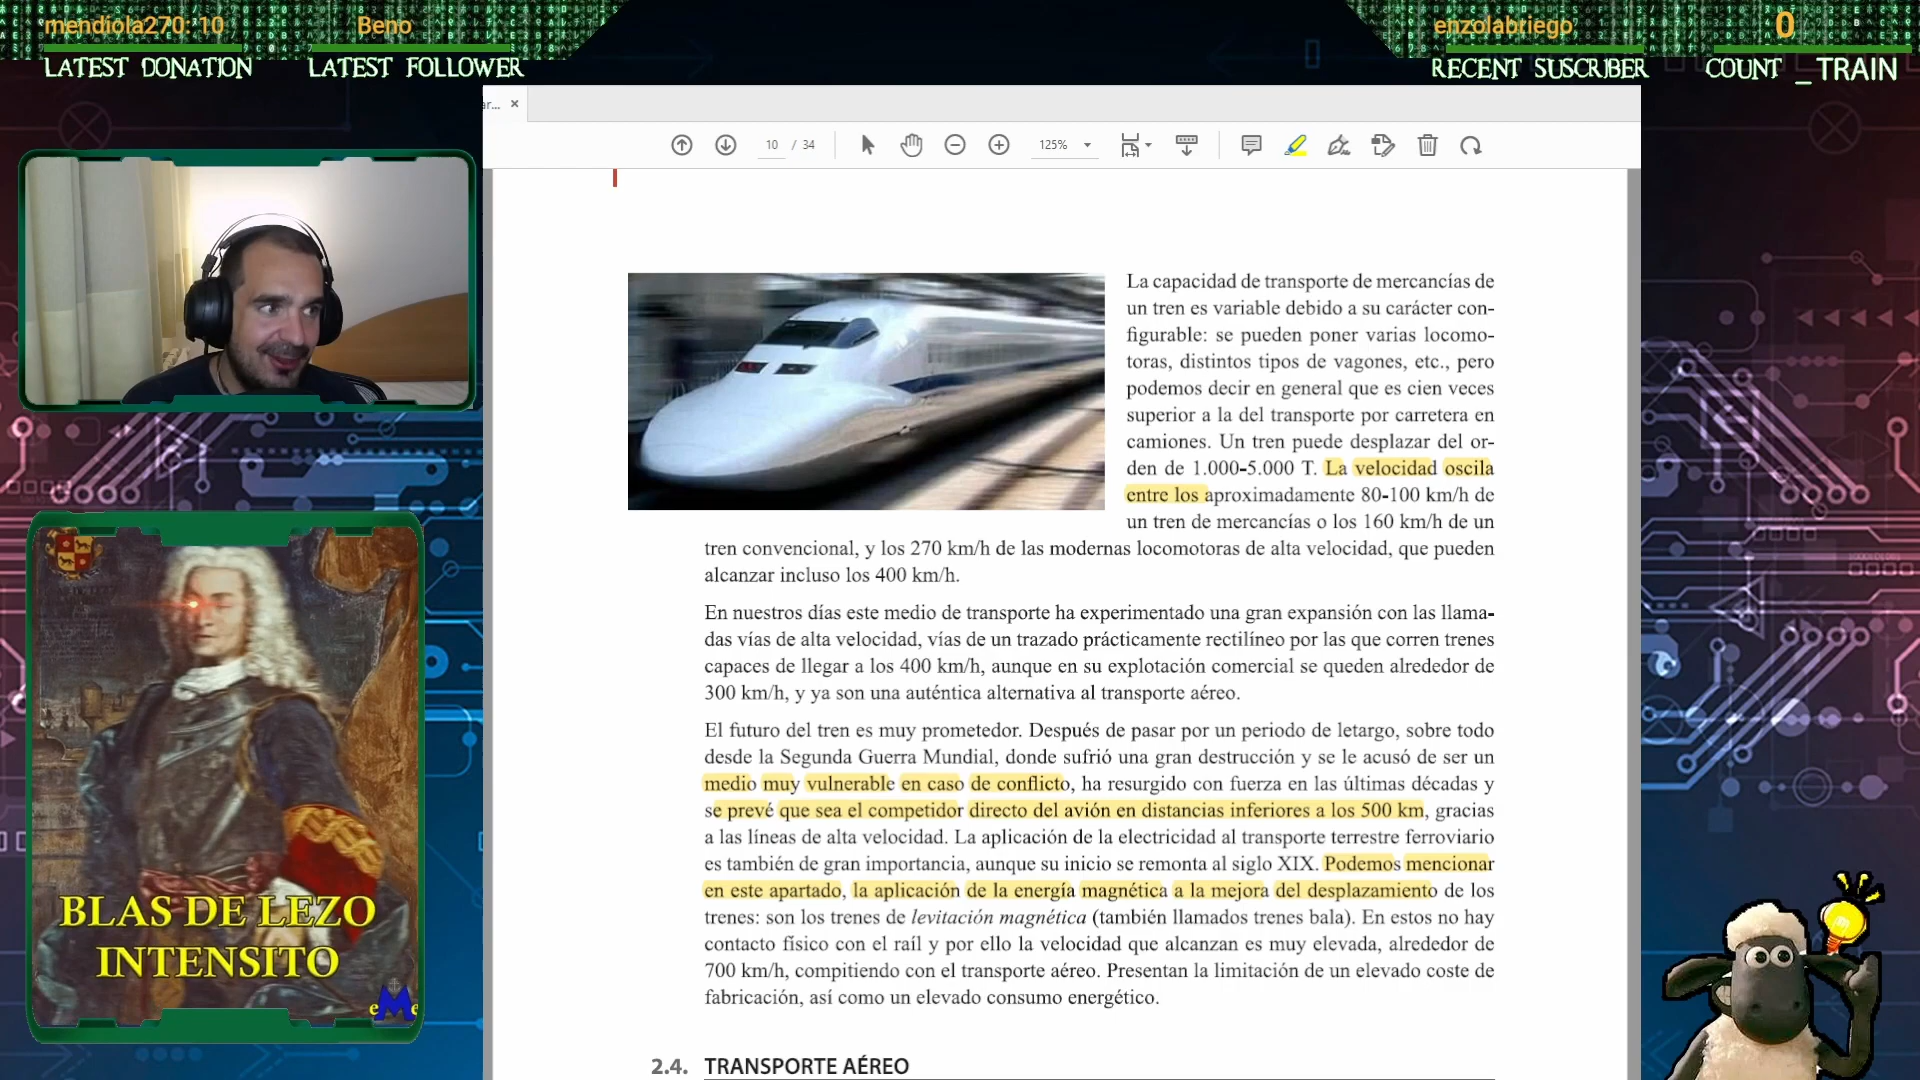 mendiola270: 10
Beno
enzolabriego
0
LATEST DONATION
LATEST FOLLOWER
RECENT SUSCRIBER
COUNT _TRAIN
ar...
10 / 34
125%
La capacidad de transporte de mercancías de
un tren es variable debido a su carácter con-
figurable: se pueden poner varias locomo-
toras, distintos tipos de vagones, etc., pero
podemos decir en general que es cien veces
superior a la del transporte por carretera en
camiones. Un tren puede desplazar del or-
den de 1.000-5.000 T. La velocidad oscila
entre los aproximadamente 80-100 km/h de
un tren de mercancías o los 160 km/h de un
tren convencional, y los 270 km/h de las modernas locomotoras de alta velocidad, que pueden
alcanzar incluso los 400 km/h.
En nuestros días este medio de transporte ha experimentado una gran expansión con las llama-
das vías de alta velocidad, vías de un trazado prácticamente rectilíneo por las que corren trenes
capaces de llegar a los 400 km/h, aunque en su explotación comercial se queden alrededor de
300 km/h, y ya son una auténtica alternativa al transporte aéreo.
El futuro del tren es muy prometedor. Después de pasar por un periodo de letargo, sobre todo
desde la Segunda Guerra Mundial, donde sufrió una gran destrucción y se le acusó de ser un
medio muy vulnerable en caso de conflicto, ha resurgido con fuerza en las últimas décadas y
se prevé que sea el competidor directo del avión en distancias inferiores a los 500 km, gracias
a las líneas de alta velocidad. La aplicación de la electricidad al transporte terrestre ferroviario
es también de gran importancia, aunque su inicio se remonta al siglo XIX. Podemos mencionar
en este apartado, la aplicación de la energía magnética a la mejora del desplazamiento de los
trenes: son los trenes de levitación magnética (también llamados trenes bala). En estos no hay
contacto físico con el raíl y por ello la velocidad que alcanzan es muy elevada, alrededor de
700 km/h, compitiendo con el transporte aéreo. Presentan la limitación de un elevado coste de
fabricación, así como un elevado consumo energético.
2.4. TRANSPORTE AÉREO
BLAS DE LEZO
INTENSITO
eMe